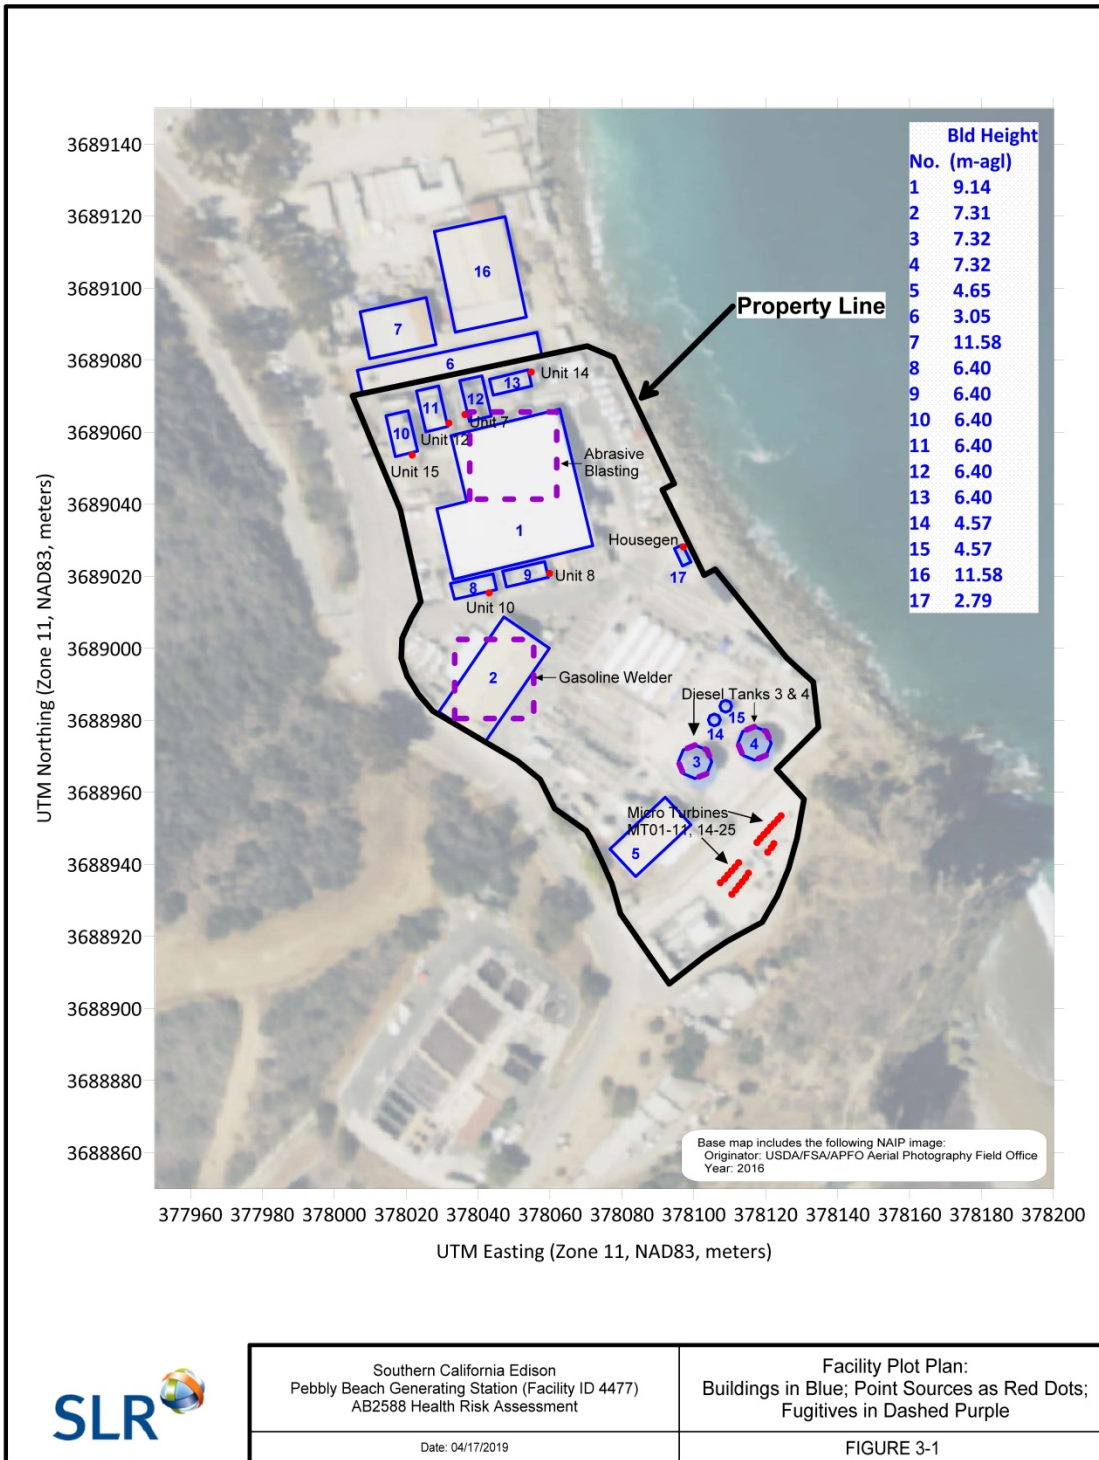 Bld Height
No. (m-agl)
1 9.14
2 7.31
3 7.32
4 7.32
5 4.65
6 3.05
7 11.58
8 6.40
9 6.40
10 6.40
11 6.40
12 6.40
13 6.40
14 4.57
15 4.57
16 11.58
17 2.79
3689140
3689120
3689100
3689080
3689060
3689040
3689020
3689000
3688980
3688960
3688940
3688920
3688900
3688880
3688860
UTM Northing (Zone 11, NAD83, meters)
16
Property Line
7
6
Unit 14
13
12
11
Unit 7
10
Unit 12
Abrasive
Blasting
Unit 15
1
Housegen
9
Unit 8
17
8
Unit 10
2
Gasoline Welder
Diesel Tanks 3 & 4
15
14
4
3
Micro Turbines
MT01-11, 14-25
5
Base map includes the following NAIP image:
Originator: USDA/FSA/APFO Aerial Photography Field Office
Year: 2016
377960 377980 378000 378020 378040 378060 378080 378100 378120 378140 378160 378180 378200
UTM Easting (Zone 11, NAD83, meters)
SLR
Southern California Edison
Pebbly Beach Generating Station (Facility ID 4477)
AB2588 Health Risk Assessment
Date: 04/17/2019
Facility Plot Plan:
Buildings in Blue; Point Sources as Red Dots;
Fugitives in Dashed Purple
FIGURE 3-1